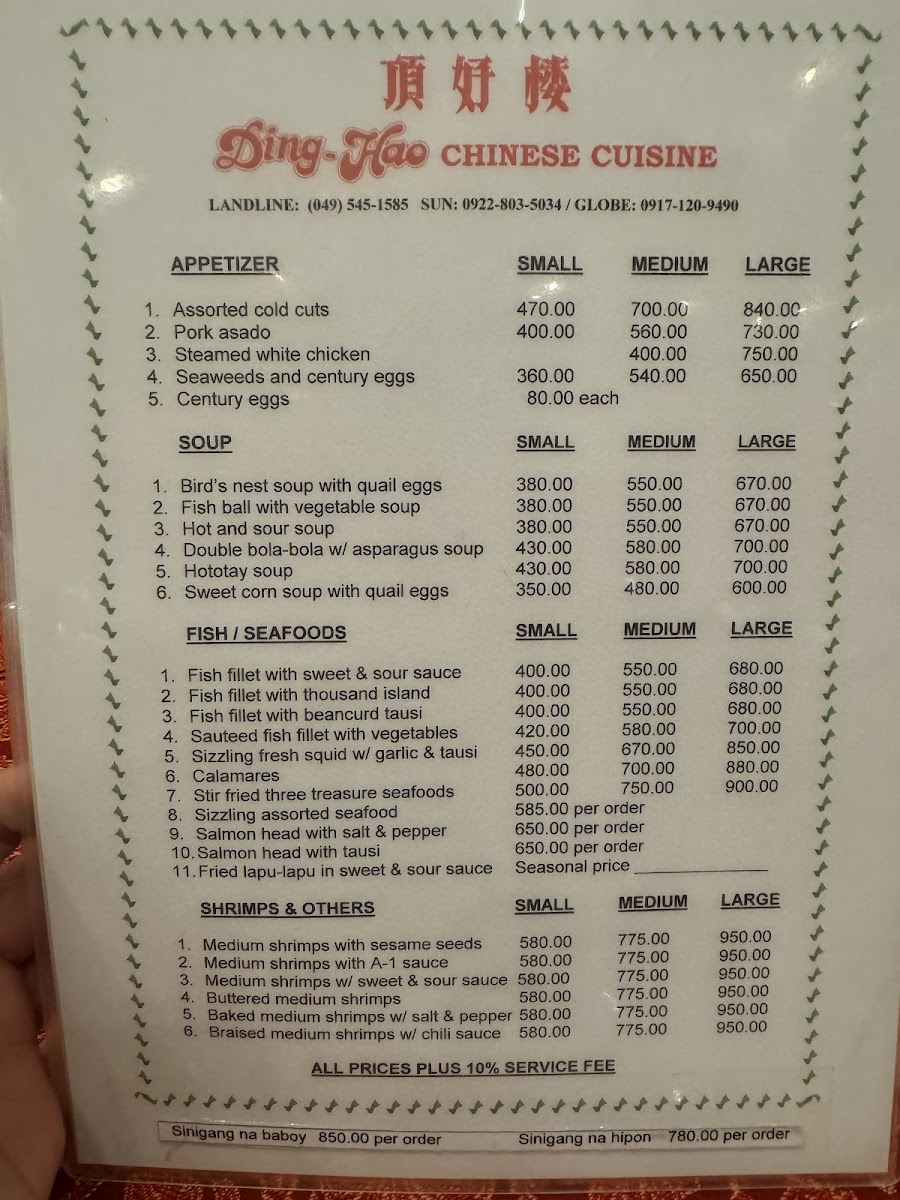 頂好楼
Ding-Hao CHINESE CUISINE
LANDLINE: (049) 545-1585 SUN: 0922-803-5034 / GLOBE: 0917-120-9490
APPETIZER SMALL MEDIUM LARGE
1. Assorted cold cuts 470.00 700.00 840.00
2. Pork asado 400.00 560.00 730.00
3. Steamed white chicken 400.00 750.00
4. Seaweeds and century eggs 360.00 540.00 650.00
5. Century eggs 80.00 each
SOUP SMALL MEDIUM LARGE
1. Bird's nest soup with quail eggs 380.00 550.00 670.00
2. Fish ball with vegetable soup 380.00 550.00 670.00
3. Hot and sour soup 380.00 550.00 670.00
4. Double bola-bola w/ asparagus soup 430.00 580.00 700.00
5. Hototay soup 430.00 580.00 700.00
6. Sweet corn soup with quail eggs 350.00 480.00 600.00
FISH / SEAFOODS SMALL MEDIUM LARGE
1. Fish fillet with sweet & sour sauce 400.00 550.00 680.00
2. Fish fillet with thousand island 400.00 550.00 680.00
3. Fish fillet with beancurd tausi 400.00 550.00 680.00
4. Sauteed fish fillet with vegetables 420.00 580.00 700.00
5. Sizzling fresh squid w/ garlic & tausi 450.00 670.00 850.00
6. Calamares 480.00 700.00 880.00
7. Stir fried three treasure seafoods 500.00 750.00 900.00
8. Sizzling assorted seafood 585.00 per order
9. Salmon head with salt & pepper 650.00 per order
10. Salmon head with tausi 650.00 per order
11. Fried lapu-lapu in sweet & sour sauce Seasonal price _______________
SHRIMPS & OTHERS SMALL MEDIUM LARGE
1. Medium shrimps with sesame seeds 580.00 775.00 950.00
2. Medium shrimps with A-1 sauce 580.00 775.00 950.00
3. Medium shrimps w/ sweet & sour sauce 580.00 775.00 950.00
4. Buttered medium shrimps 580.00 775.00 950.00
5. Baked medium shrimps w/ salt & pepper 580.00 775.00 950.00
6. Braised medium shrimps w/ chili sauce 580.00 775.00 950.00
ALL PRICES PLUS 10% SERVICE FEE
Sinigang na baboy 850.00 per order Sinigang na hipon 780.00 per order